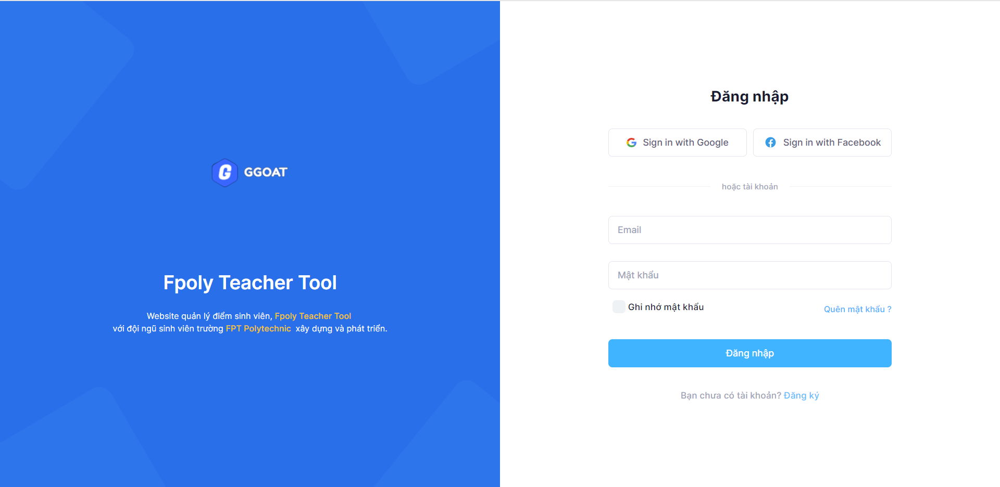 GGOAT
Fpoly Teacher Tool
Website quản lý điểm sinh viên, Fpoly Teacher Tool
với đội ngũ sinh viên trường FPT Polytechnic xây dựng và phát triển.
Đăng nhập
Sign in with Google
Sign in with Facebook
hoặc tài khoản
Email
Mật khẩu
Ghi nhớ mật khẩu
Quên mật khẩu ?
Đăng nhập
Bạn chưa có tài khoản? Đăng ký